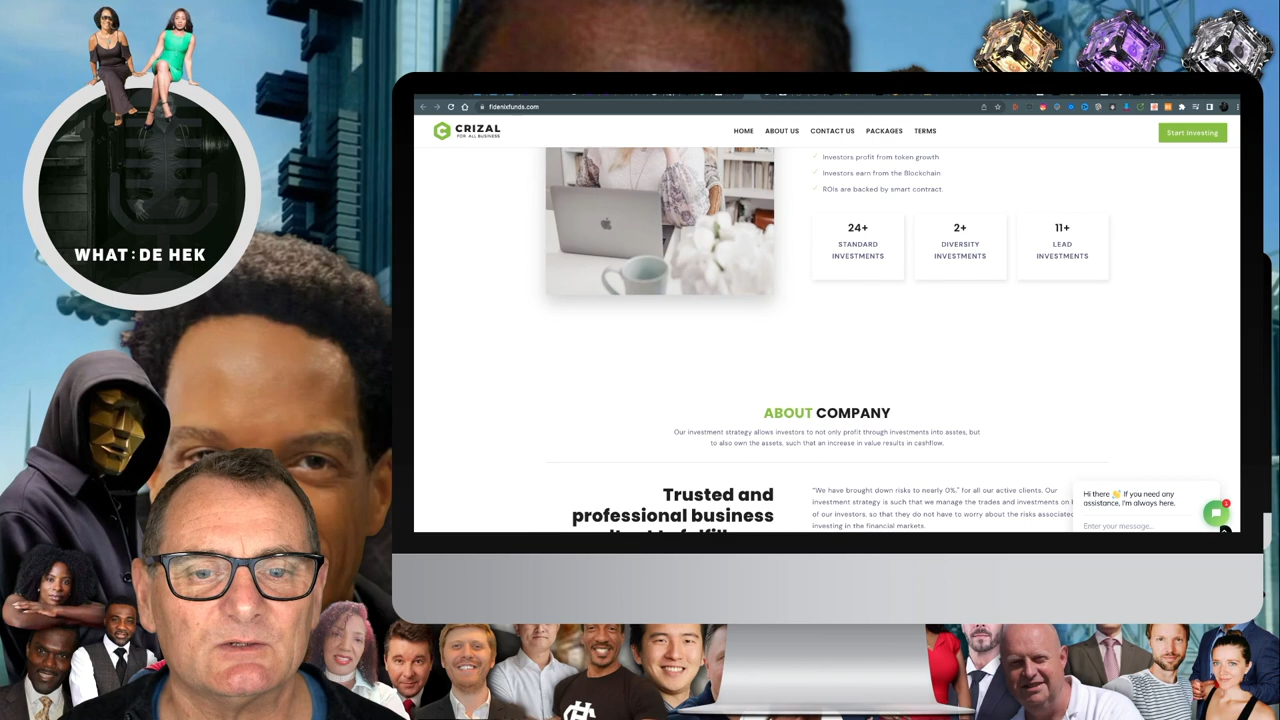 WHAT:DE HEK
fidenixfunds.com
CRIZAL
FOR ALL BUSINESS
HOME ABOUT US CONTACT US PACKAGES TERMS
Start Investing
Investors profit from token growth
Investors earn from the Blockchain
ROIs are backed by smart contract.
24+
STANDARD
INVESTMENTS
2+
DIVERSITY
INVESTMENTS
11+
LEAD
INVESTMENTS
ABOUT COMPANY
Our investment strategy allows investors to not only profit through investments into asstes, but
to also own the assets, such that an increase in value results in cashflow.
Trusted and
professional business
"We have brought down risks to nearly 0%." for all our active clients. Our
investment strategy is such that we manage the trades and investments on
of our investors, so that they do not have to worry about the risks associated
investing in the financial markets.
Hi there 👋 If you need any
assistance, I'm always here.
1
Enter your message...